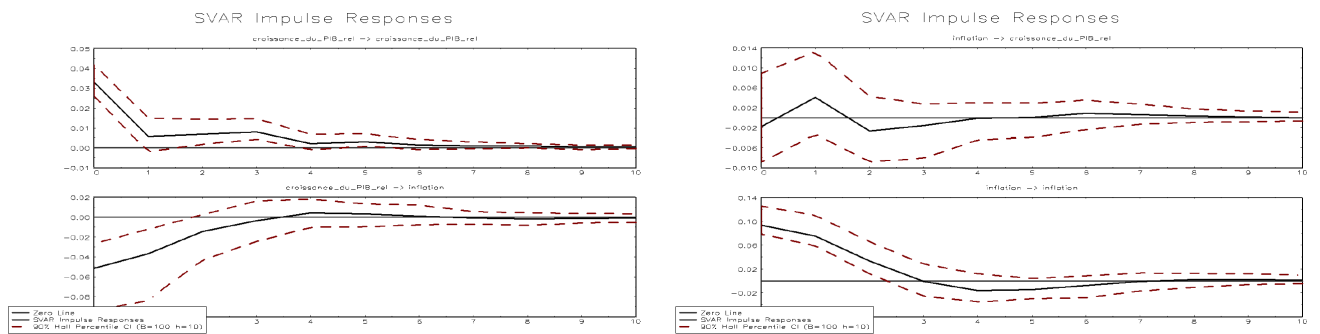 SVAR Impulse Responses
croissance_du_PIB_rel -> croissance_du_PIB_rel
0.05
0.04
0.03
0.02
0.01
0.00
-0.01
0 1 2 3 4 5 6 7 8 9 10
croissance_du_PIB_rel -> inflation
0.02
0.00
-0.02
-0.04
-0.06
-0.08
3 4 5 6 7 8 9 10
Zero Line
SVAR Impulse Responses
90% Hall Percentile CI (B=100 h=10)
SVAR Impulse Responses
inflation -> croissance_du_PIB_rel
0.014
0.010
0.006
0.002
-0.002
-0.006
-0.010
0 1 2 3 4 5 6 7 8 9 10
inflation -> inflation
0.14
0.10
0.06
0.02
-0.02
3 4 5 6 7 8 9 10
Zero Line
SVAR Impulse Responses
90% Hall Percentile CI (B=100 h=10)